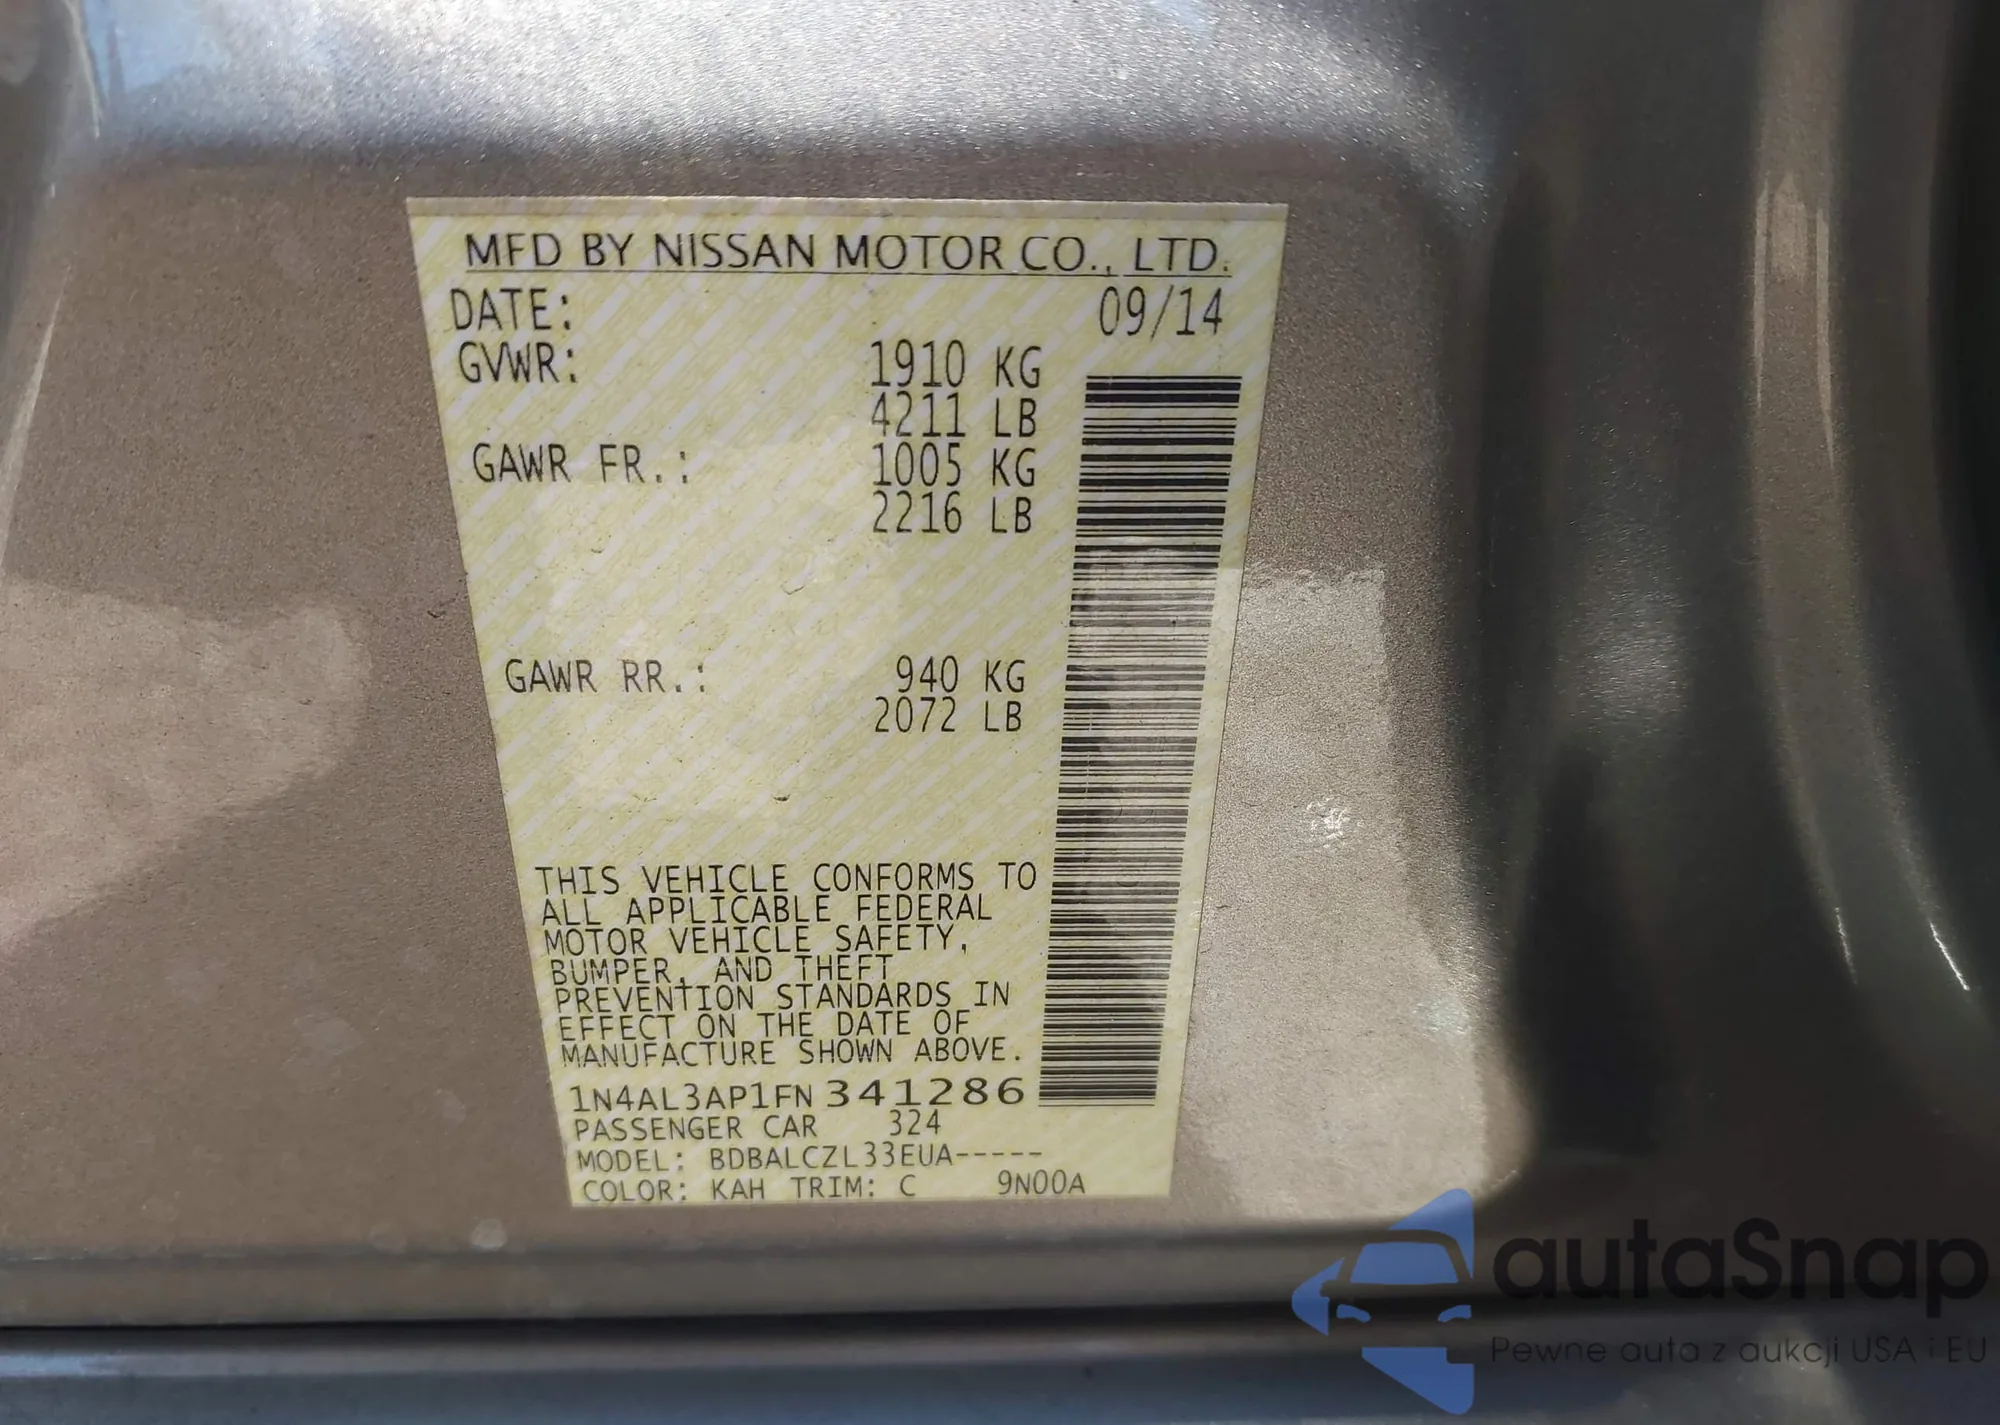 MFD BY NISSAN MOTOR CO., LTD.
DATE: 09/14
GVWR: 1910 KG
4211 LB
GAWR FR.: 1005 KG
2216 LB
GAWR RR.: 940 KG
2072 LB
THIS VEHICLE CONFORMS TO
ALL APPLICABLE FEDERAL
MOTOR VEHICLE SAFETY,
BUMPER, AND THEFT
PREVENTION STANDARDS IN
EFFECT ON THE DATE OF
MANUFACTURE SHOWN ABOVE.
1N4AL3AP1FN341286
PASSENGER CAR 324
MODEL: BDBALCZL33EUA-----
COLOR: KAH TRIM: C 9N00A
autaSnap
Pewne auta z aukcji USA i EU